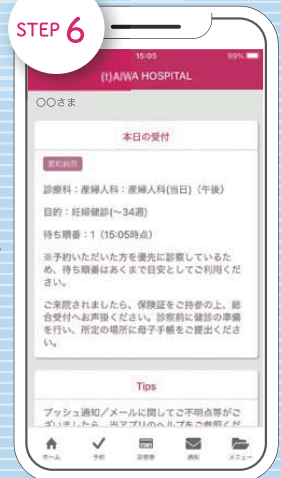 STEP 6
15:05 99%
(t)AIWA HOSPITAL
○○さま
本日の受付
愛和病院
診療科：産婦人科：産婦人科(当日)（午後）
目的：妊婦健診(〜34週)
待ち順番：1（15:05時点）
※予約いただいた方を優先に診察しているた
め、待ち順番はあくまで目安としてご利用くだ
さい。
ご来院されましたら、保険証をご持参の上、総
合受付へお声掛ください。診察前に健診の準備
を行い、所定の場所に母子手帳をご提出くださ
い。
Tips
プッシュ通知／メールに関してご不明点等がご
ざいましたら、当アプリのヘルプをご参照くだ
ホーム 予約 診察券 通知 メニュー